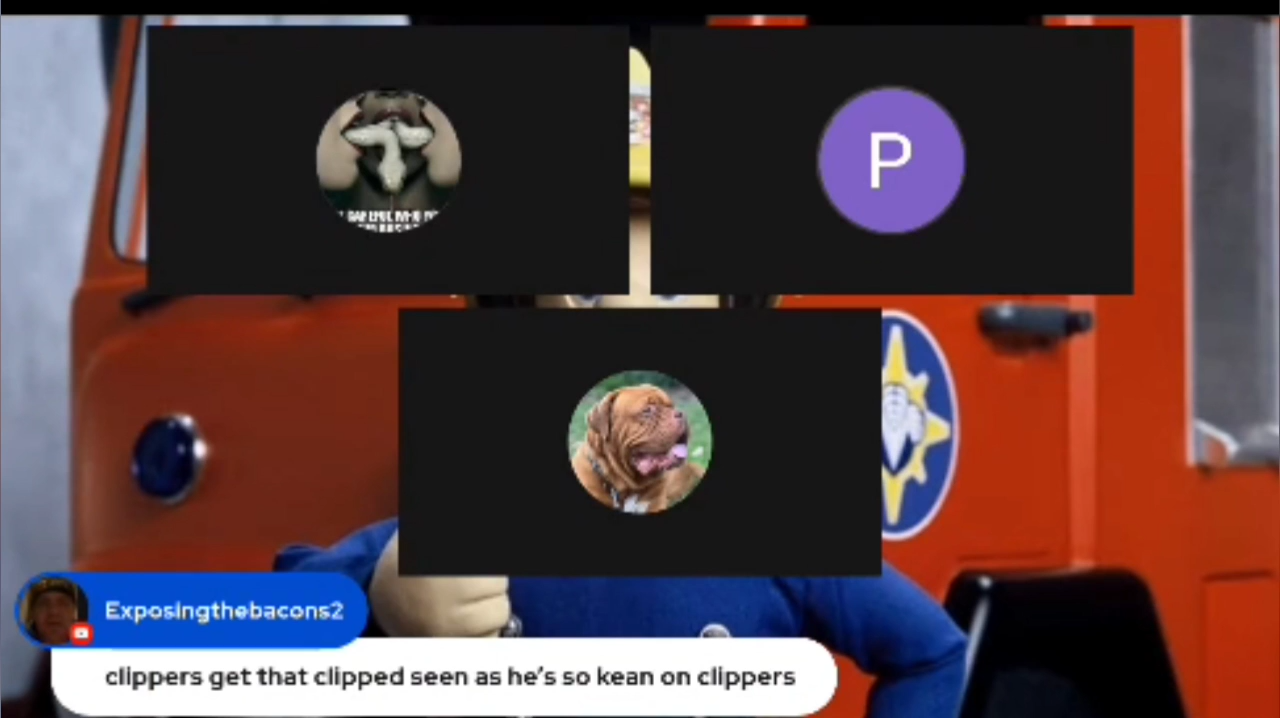 P
Exposingthebacons2
clippers get that clipped seen as he's so kean on clippers